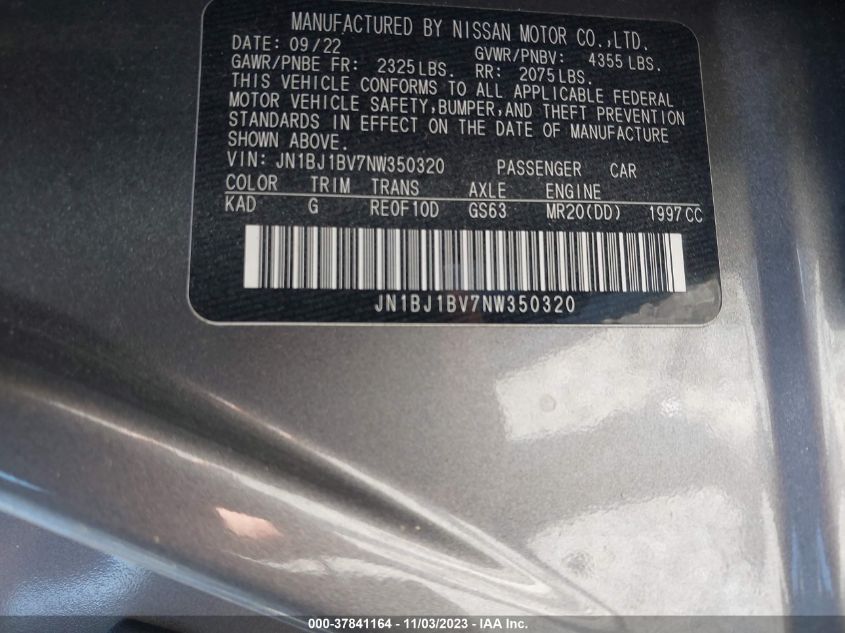 MANUFACTURED BY NISSAN MOTOR CO.,LTD.
DATE: 09/22 GVWR/PNBV: 4355 LBS.
GAWR/PNBE FR: 2325 LBS. RR: 2075 LBS.
THIS VEHICLE CONFORMS TO ALL APPLICABLE FEDERAL
MOTOR VEHICLE SAFETY,BUMPER,AND THEFT PREVENTION
STANDARDS IN EFFECT ON THE DATE OF MANUFACTURE
SHOWN ABOVE.
VIN: JN1BJ1BV7NW350320 PASSENGER CAR
COLOR TRIM TRANS AXLE ENGINE
KAD G RE0F10D GS63 MR20(DD) 1997 CC
JN1BJ1BV7NW350320
000-37841164 - 11/03/2023 - IAA Inc.